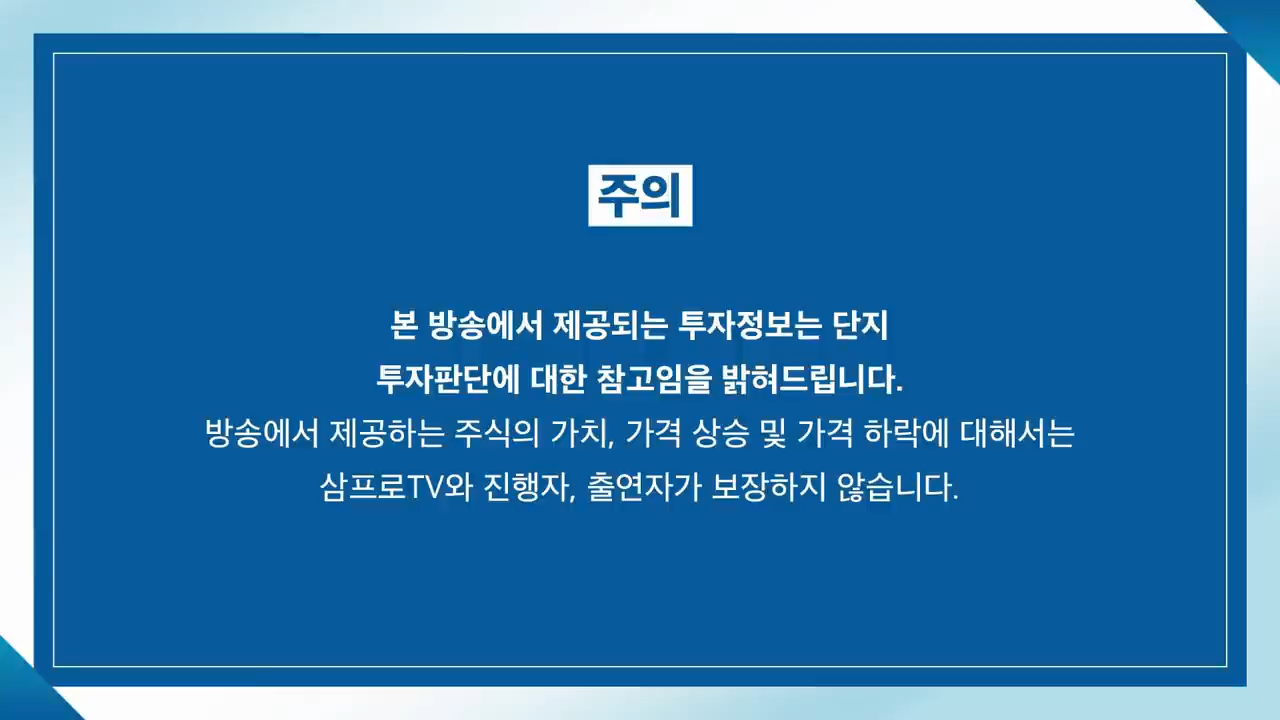 주의
본 방송에서 제공되는 투자정보는 단지
투자판단에 대한 참고임을 밝혀드립니다.
방송에서 제공하는 주식의 가치, 가격 상승 및 가격 하락에 대해서는
삼프로TV와 진행자, 출연자가 보장하지 않습니다.